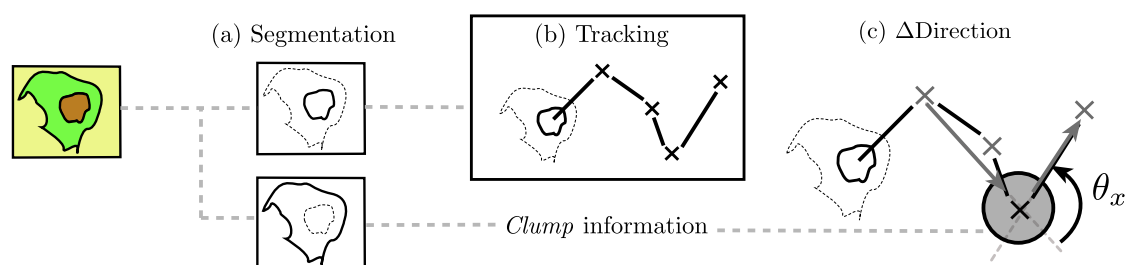 (a) Segmentation
(b) Tracking
(c) ΔDirection
Clump information
θx